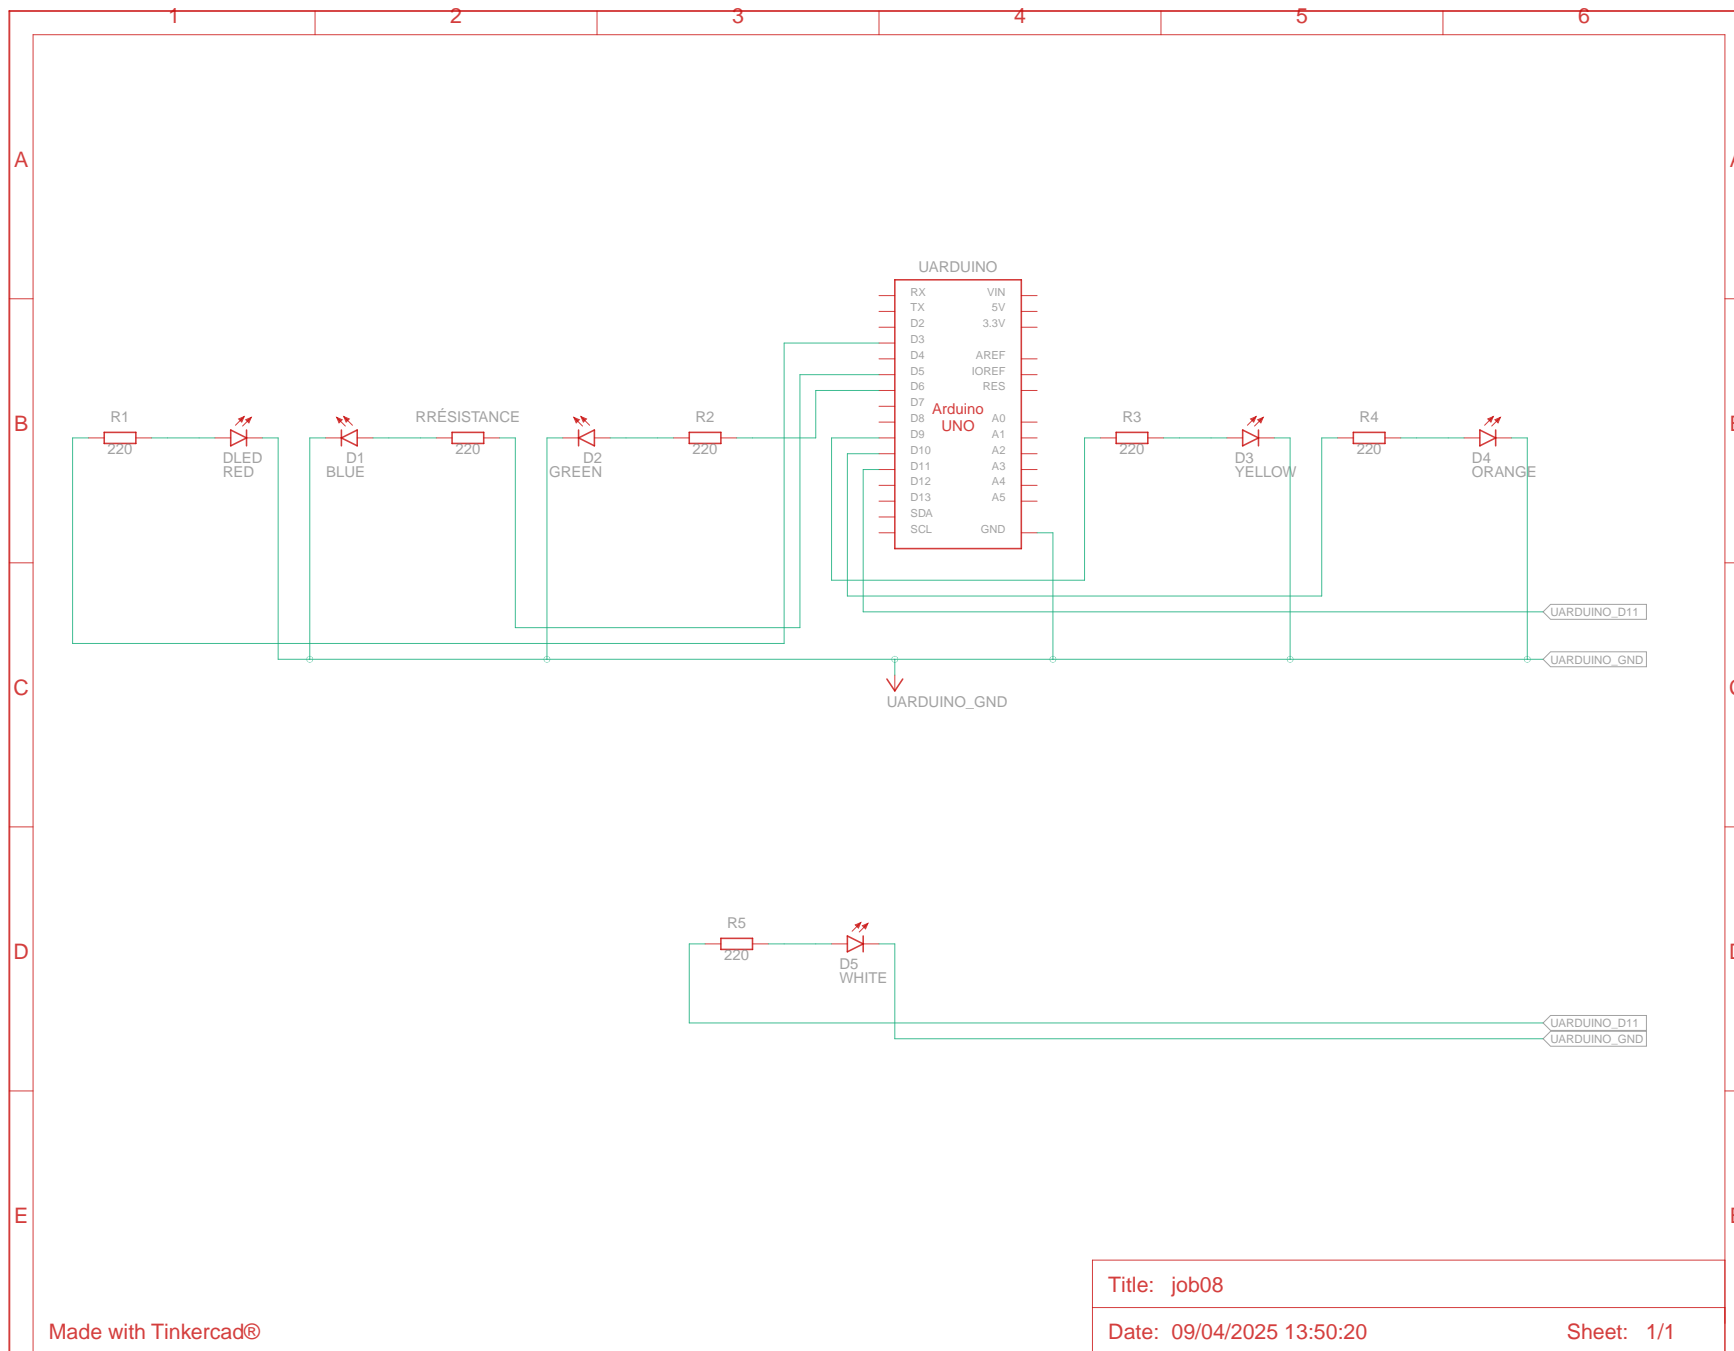 1 2 3 4 5 6
A
UARDUINO
RX VIN
TX 5V
D2 3.3V
D3
D4 AREF
D5 IOREF
D6 RES
D7
D8 A0
D9 A1
D10 A2
D11 A3
D12 A4
D13 A5
SDA
SCL GND
Arduino
UNO
B
R1
220
DLED
RED
D1
BLUE
RRÉSISTANCE
220
D2
GREEN
R2
220
R3
220
D3
YELLOW
R4
220
D4
ORANGE
UARDUINO_D11
UARDUINO_GND
C
UARDUINO_GND
D
R5
220
D5
WHITE
UARDUINO_D11
UARDUINO_GND
E
Title: job08
Made with Tinkercad®
Date: 09/04/2025 13:50:20 Sheet: 1/1